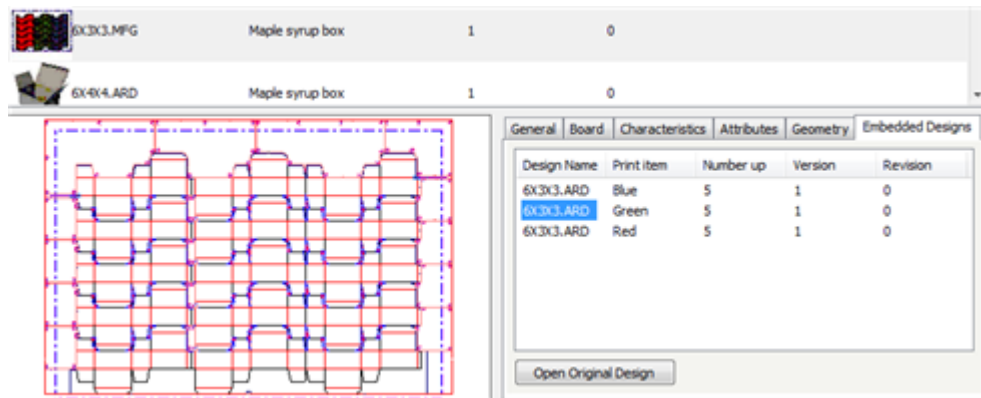 6X3X3.MFG Maple syrup box 1 0
6X4X4.ARD Maple syrup box 1 0
General Board Characteristics Attributes Geometry Embedded Designs
Design Name Print item Number up Version Revision
6X3X3.ARD Blue 5 1 0
6X3X3.ARD Green 5 1 0
6X3X3.ARD Red 5 1 0
Open Original Design